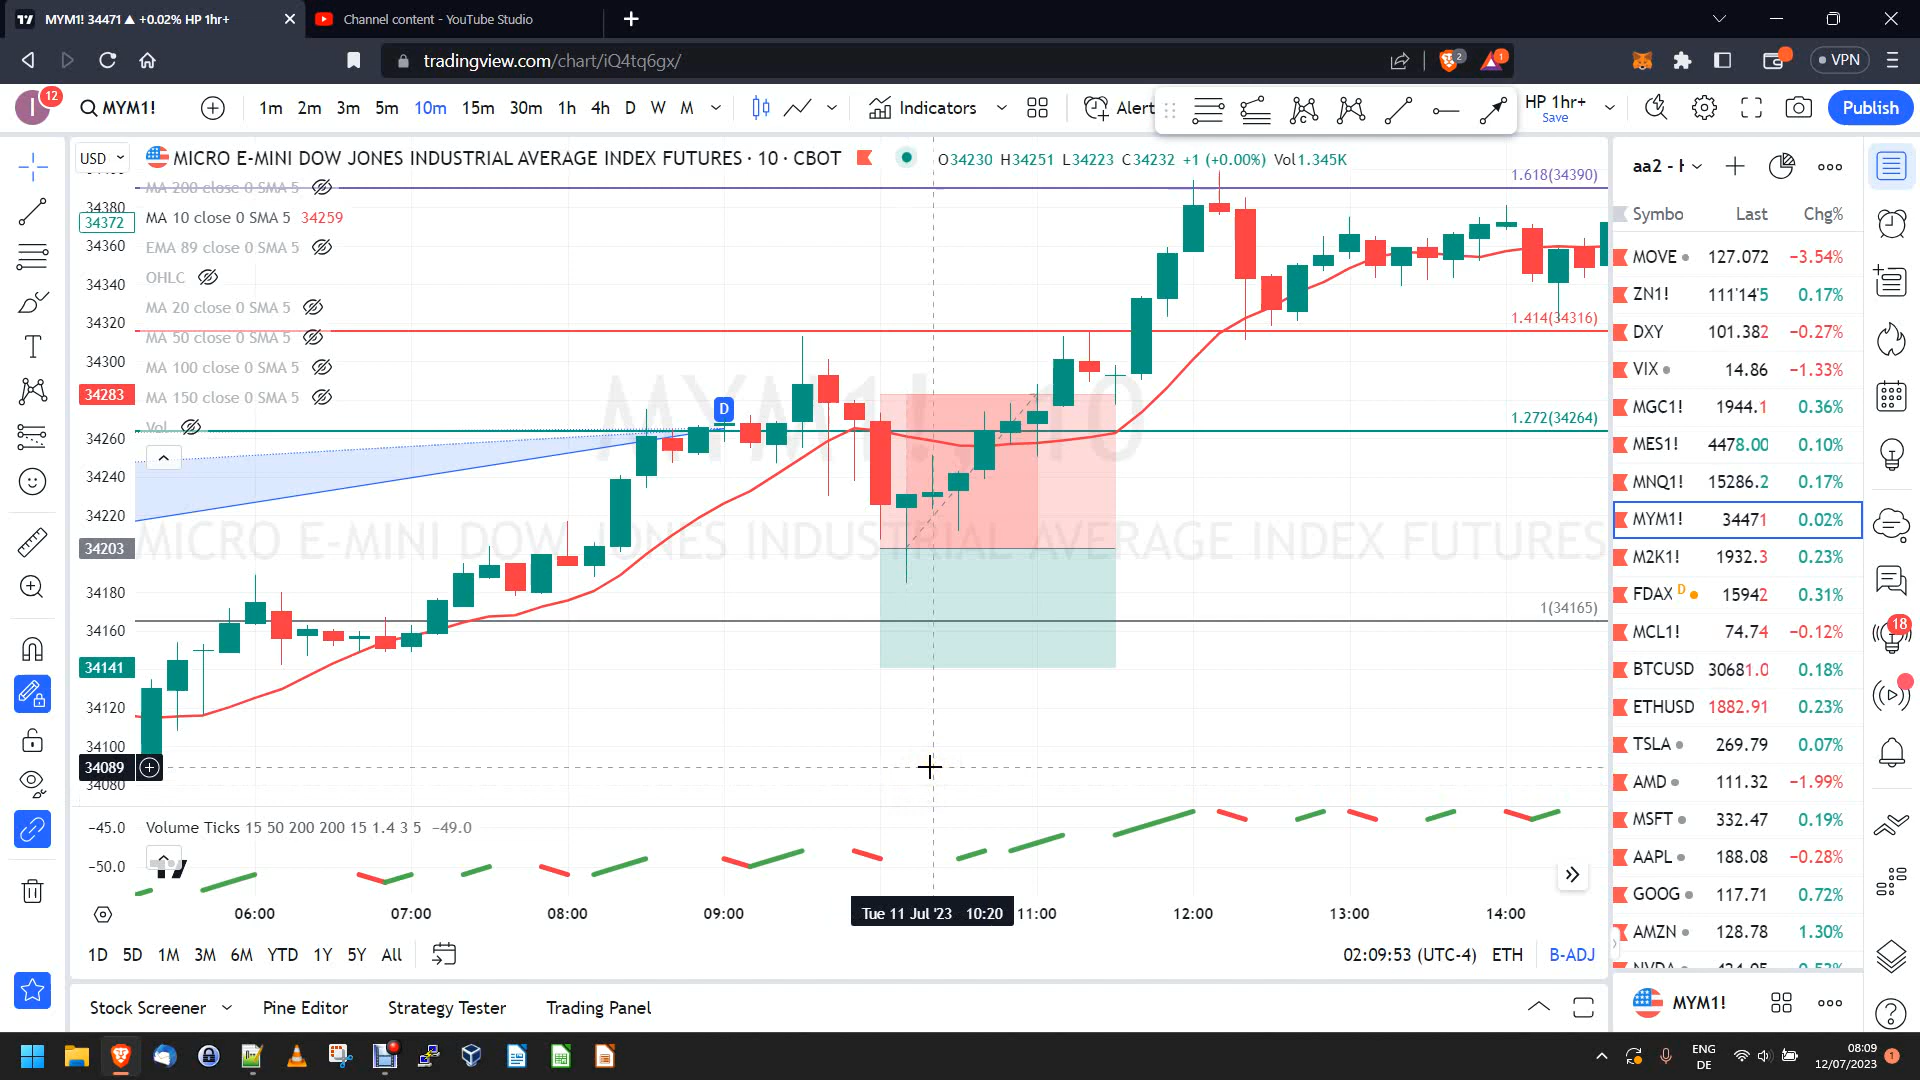 MYM1! 34471 ▲ +0.02% HP 1hr+
Channel content - YouTube Studio
tradingview.com/chart/iQ4tq6gx/
2
1
VPN
I
12
MYM1!
1m 2m 3m 5m 10m 15m 30m 1h 4h D W M
Indicators
Alert
HP 1hr+
Save
Publish
USD
MICRO E-MINI DOW JONES INDUSTRIAL AVERAGE INDEX FUTURES · 10 · CBOT
O34230 H34251 L34223 C34232 +1 (+0.00%) Vol1.345K
MA 200 close 0 SMA 5
MA 10 close 0 SMA 5 34259
EMA 89 close 0 SMA 5
OHLC
MA 20 close 0 SMA 5
MA 50 close 0 SMA 5
MA 100 close 0 SMA 5
MA 150 close 0 SMA 5
Vol
34380
34372
34360
34340
34320
34300
34283
34260
34240
34220
34203
34180
34160
34141
34120
34100
34089
34080
1.618(34390)
1.414(34316)
1.272(34264)
1(34165)
D
MYM1!, 10
MICRO E-MINI DOW JONES INDUSTRIAL AVERAGE INDEX FUTURES
−45.0
−50.0
Volume Ticks 15 50 200 200 15 1.4 3 5 −49.0
06:00 07:00 08:00 09:00 Tue 11 Jul '23 10:20 11:00 12:00 13:00 14:00
1D 5D 1M 3M 6M YTD 1Y 5Y All
02:09:53 (UTC-4) ETH B-ADJ
Stock Screener Pine Editor Strategy Tester Trading Panel
aa2 - H
Symbo Last Chg%
MOVE 127.072 −3.54%
ZN1! 111'14'5 0.17%
DXY 101.382 −0.27%
VIX 14.86 −1.33%
MGC1! 1944.1 0.36%
MES1! 4478.00 0.10%
MNQ1! 15286.2 0.17%
MYM1! 34471 0.02%
M2K1! 1932.3 0.23%
FDAX D 15942 0.31%
MCL1! 74.74 −0.12%
BTCUSD 30681.0 0.18%
ETHUSD 1882.91 0.23%
TSLA 269.79 0.07%
AMD 111.32 −1.99%
MSFT 332.47 0.19%
AAPL 188.08 −0.28%
GOOG 117.71 0.72%
AMZN 128.78 1.30%
MYM1!
18
ENG
DE
08:09
12/07/2023
1